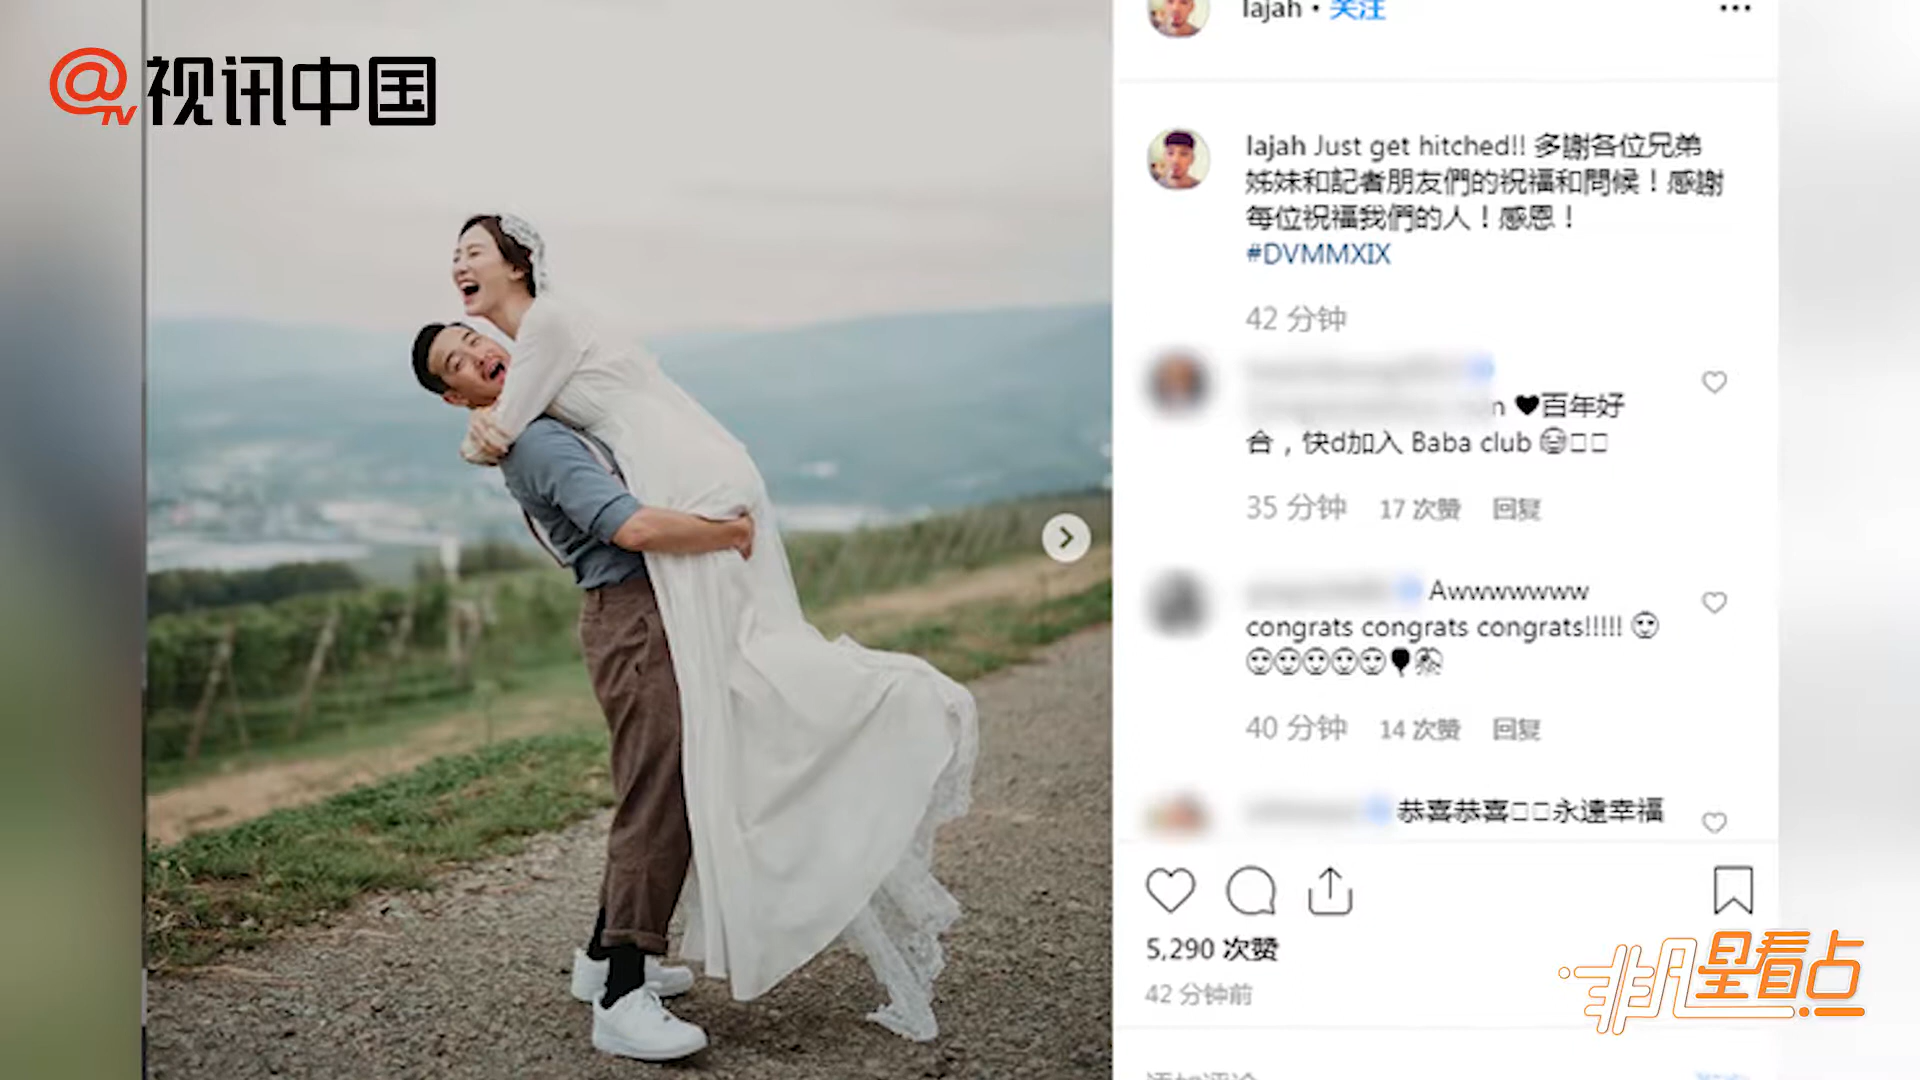 @TV 视讯中国
lajah • 关注
lajah Just get hitched!! 多謝各位兄弟
姊妹和記者朋友們的祝福和問候！感謝
每位祝福我們的人！感恩！
#DVMMXIX
42 分钟
♥百年好
合，快d加入 Baba club
35 分钟 17 次赞 回复
Awwwwwww
congrats congrats congrats!!!!!
40 分钟 14 次赞 回复
恭喜恭喜永遠幸福
5,290 次赞
42 分钟前
非凡星看点